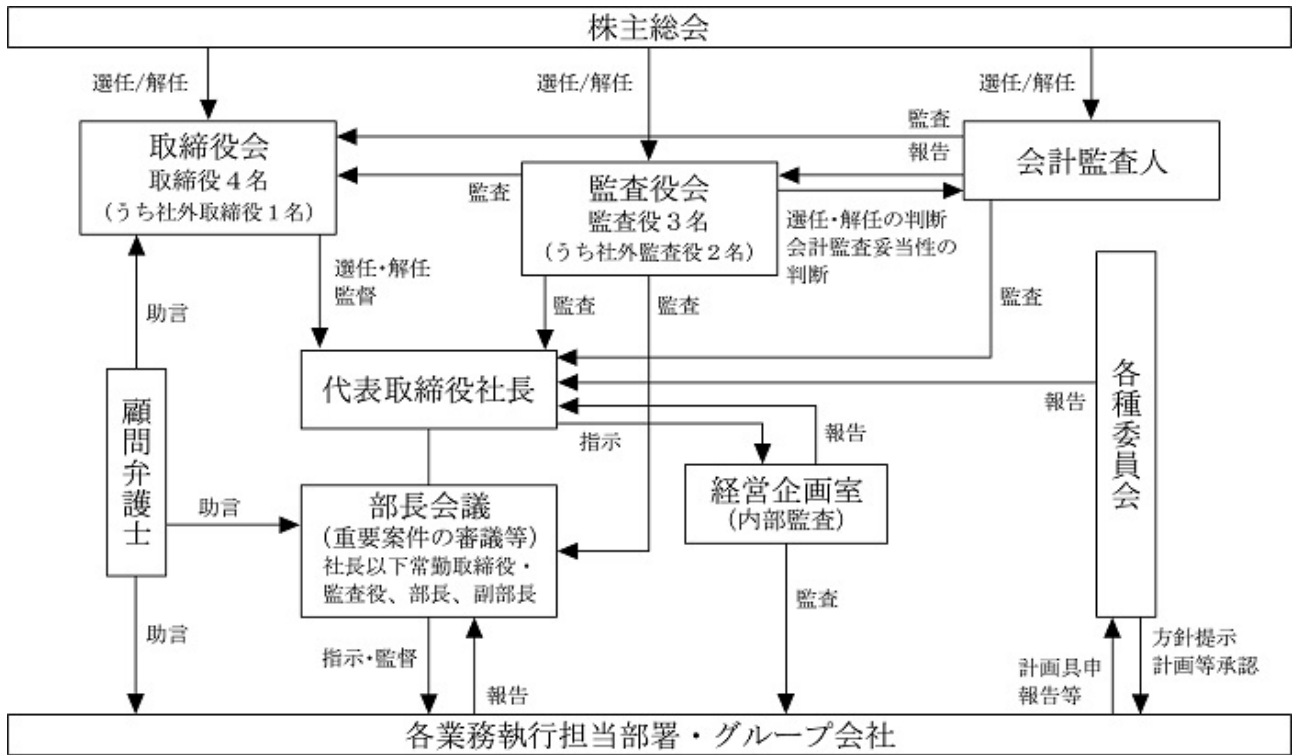 株主総会
選任/解任
選任/解任
選任/解任
取締役会
取締役4名
(うち社外取締役1名)
監査
報告
会計監査人
監査
監査役会
監査役3名
(うち社外監査役2名)
選任・解任の判断
会計監査妥当性の
判断
選任・解任
監督
監査
監査
監査
助言
代表取締役社長
報告
各種委員会
顧問弁護士
指示
報告
助言
部長会議
(重要案件の審議等)
社長以下常勤取締役・
監査役、部長、副部長
経営企画室
(内部監査)
監査
助言
指示・監督
報告
計画具申
報告等
方針提示
計画等承認
各業務執行担当部署・グループ会社